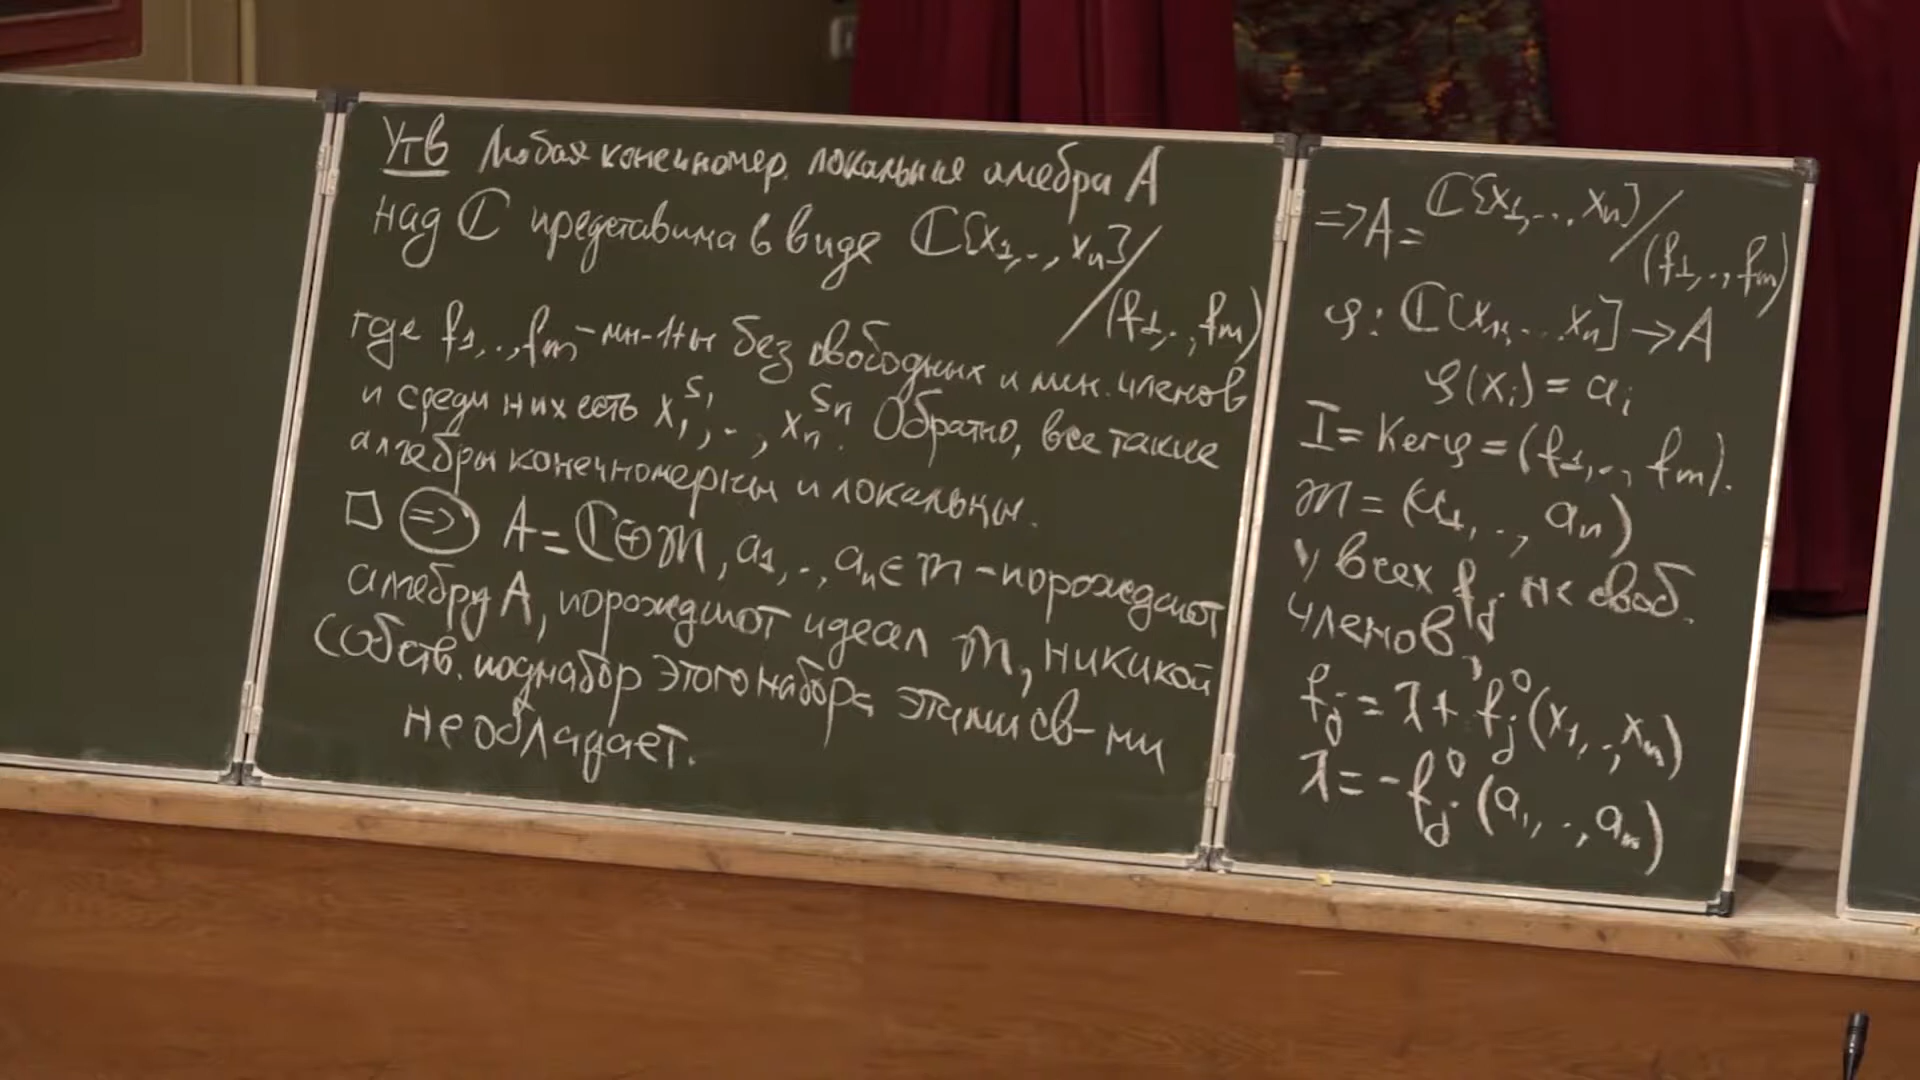 Утв Любая конечномер. локальная алгебра A
над ℂ представима в виде ℂ[x₁,..,xₙ]/(f₁,..,fₘ)
где f₁,..,fₘ - мн-ны без свободных и лин. членов
и среди них есть x₁^{s₁},..,xₙ^{sₙ}. Обратно, все такие
алгебры конечномерны и локальны.
□ (⇒) A = ℂ⊕m, a₁,..,aₙ∈m - порождают
алгебру A, порождают идеал m, никакой
собств. поднабор этого набора этими св-ми
не обладает.
=> A = ℂ[x₁,..,xₙ]/(f₁,..,fₘ)
φ: ℂ[x₁,..xₙ] → A
φ(xᵢ) = aᵢ
I = Ker φ = (f₁,..,fₘ).
m = (a₁,..,aₙ)
у всех fⱼ нет своб.
членов,
fⱼ = λ + fⱼ⁰(x₁,..,xₙ)
λ = -fⱼ⁰(a₁,..,aₙ)